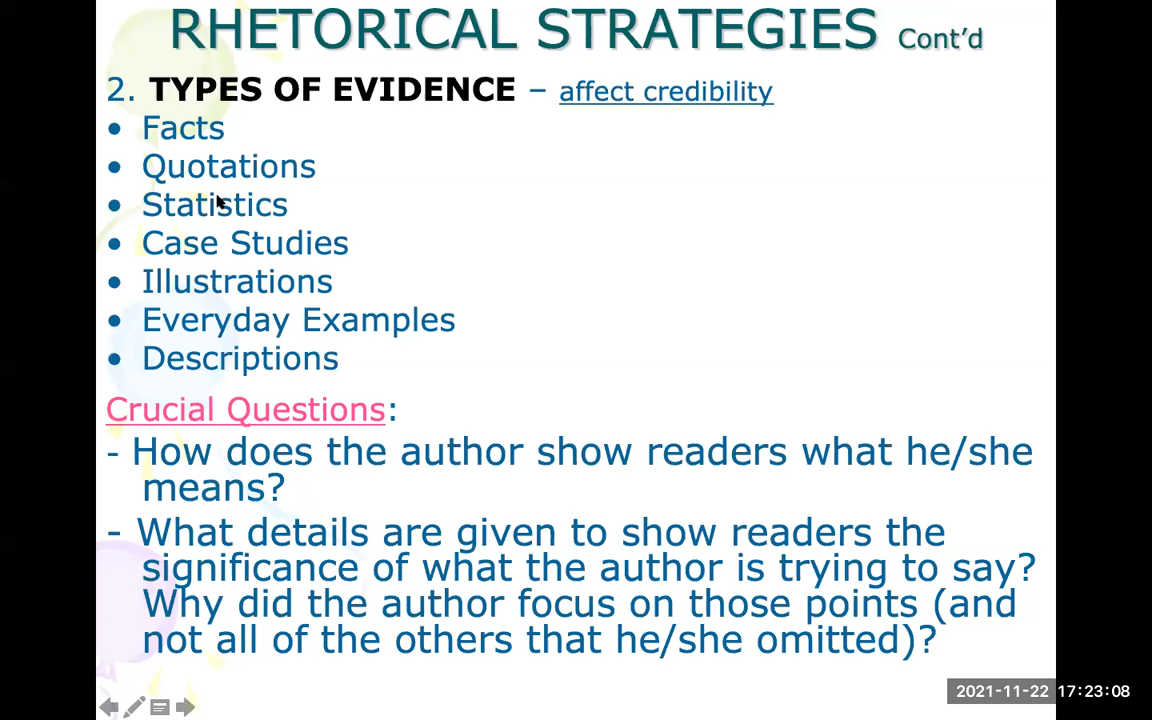 RHETORICAL STRATEGIES Cont’d
2. TYPES OF EVIDENCE – affect credibility
• Facts
• Quotations
• Statistics
• Case Studies
• Illustrations
• Everyday Examples
• Descriptions
Crucial Questions:
- How does the author show readers what he/she
means?
- What details are given to show readers the
significance of what the author is trying to say?
Why did the author focus on those points (and
not all of the others that he/she omitted)?
2021-11-22 17:23:08